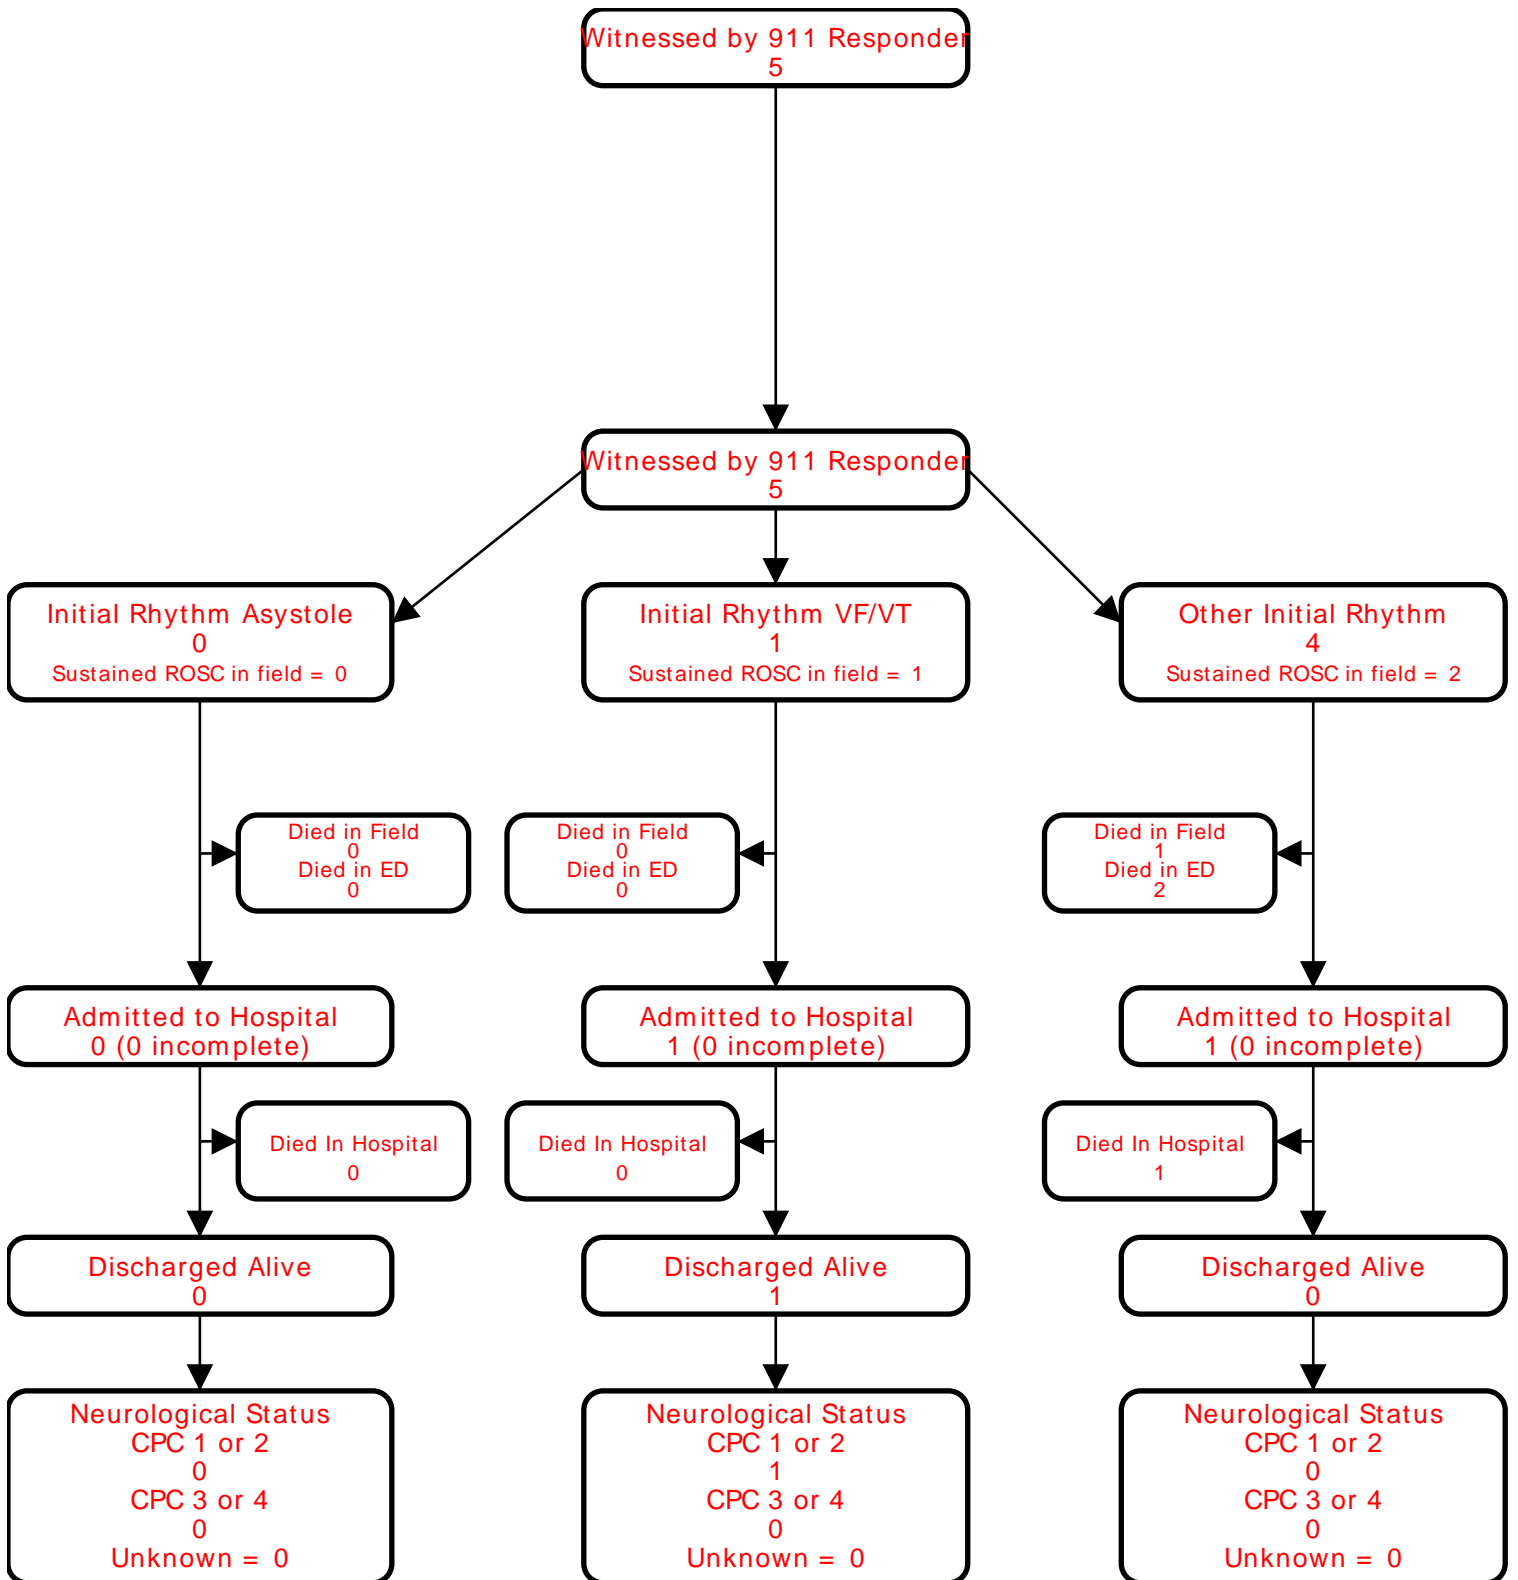 Witnessed by 911 Responder
5
Witnessed by 911 Responder
5
Initial Rhythm Asystole
0
Sustained ROSC in field = 0
Initial Rhythm VF/VT
1
Sustained ROSC in field = 1
Other Initial Rhythm
4
Sustained ROSC in field = 2
Died in Field
0
Died in ED
0
Died in Field
0
Died in ED
0
Died in Field
1
Died in ED
2
Admitted to Hospital
0 (0 incomplete)
Admitted to Hospital
1 (0 incomplete)
Admitted to Hospital
1 (0 incomplete)
Died In Hospital
0
Died In Hospital
0
Died In Hospital
1
Discharged Alive
0
Discharged Alive
1
Discharged Alive
0
Neurological Status
CPC 1 or 2
0
CPC 3 or 4
0
Unknown = 0
Neurological Status
CPC 1 or 2
1
CPC 3 or 4
0
Unknown = 0
Neurological Status
CPC 1 or 2
0
CPC 3 or 4
0
Unknown = 0